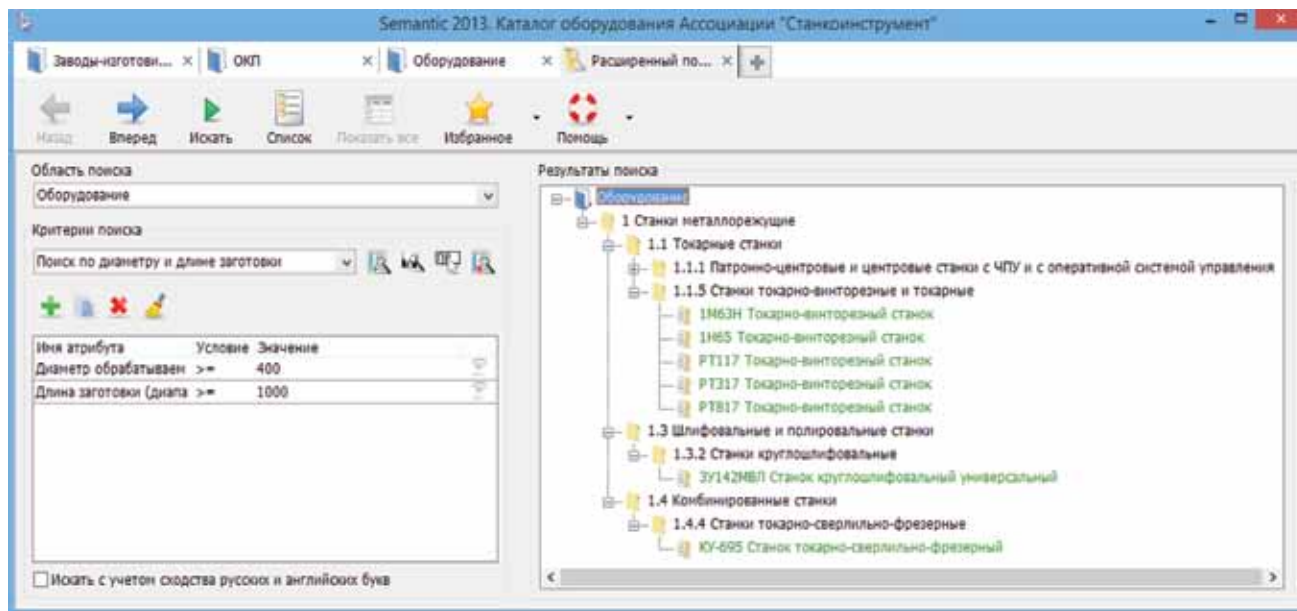 Semantic 2013. Каталог оборудования Ассоциации "Станкоинструмент"
Заводы-изготови... ОКП Оборудование Расширенный по...
Назад Вперед Искать Список Показать все Избранное Помощь
Область поиска
Оборудование
Критерии поиска
Поиск по диаметру и длине заготовки
Имя атрибута Условие Значение
Диаметр обрабатываем >= 400
Длина заготовки (диапа >= 1000
Искать с учетом сходства русских и английских букв
Результаты поиска
Оборудование
1 Станки металлорежущие
1.1 Токарные станки
1.1.1 Патронно-центровые и центровые станки с ЧПУ и с оперативной системой управления
1.1.5 Станки токарно-винторезные и токарные
1М63Н Токарно-винторезный станок
1Н65 Токарно-винторезный станок
РТ117 Токарно-винторезный станок
РТ317 Токарно-винторезный станок
РТ817 Токарно-винторезный станок
1.3 Шлифовальные и полировальные станки
1.3.2 Станки круглошлифовальные
3У142МВЛ Станок круглошлифовальный универсальный
1.4 Комбинированные станки
1.4.4 Станки токарно-сверлильно-фрезерные
КУ-695 Станок токарно-сверлильно-фрезерный